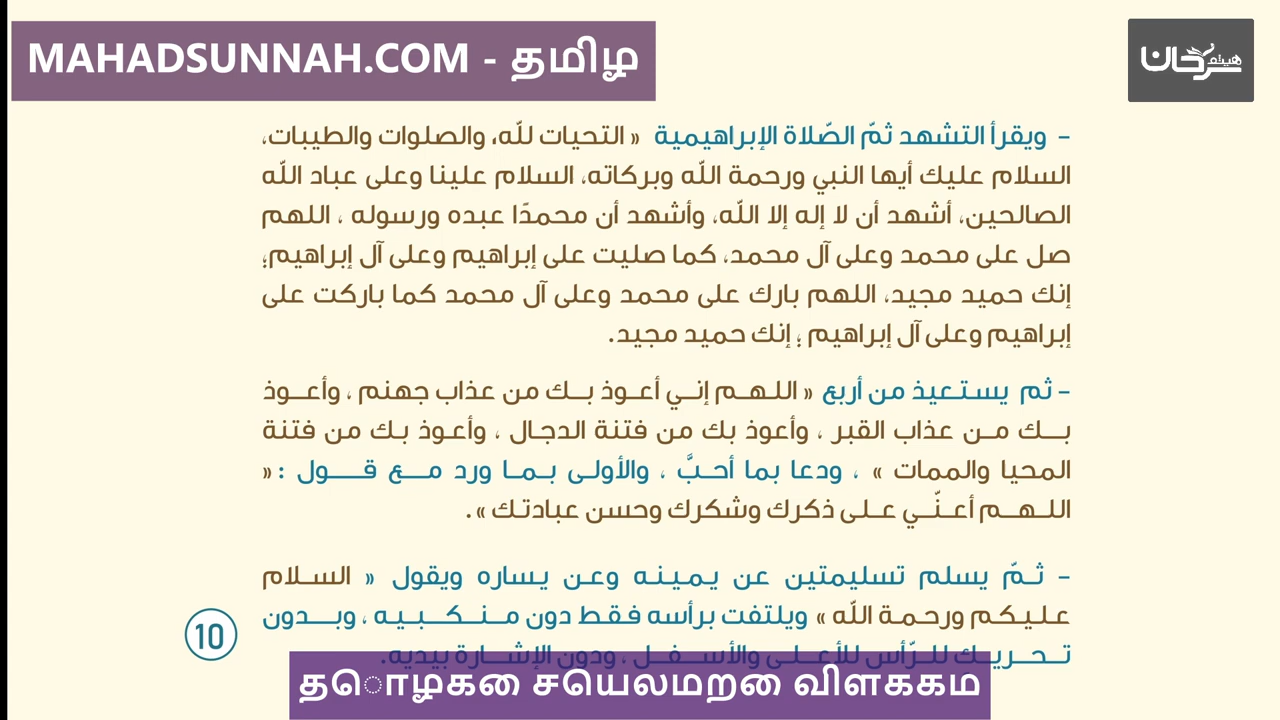 MAHADSUNNAH.COM - தமிழ
هيثم سرحان
- ويقرأ التشهد ثمّ الصّلاة الإبراهيمية « التحيات للّه، والصلوات والطيبات،
السلام عليك أيها النبي ورحمة اللّه وبركاته، السلام علينا وعلى عباد اللّه
الصالحين، أشهد أن لا إله إلا اللّه، وأشهد أن محمدًا عبده ورسوله ، اللهم
صل على محمد وعلى آل محمد، كما صليت على إبراهيم وعلى آل إبراهيم؛
إنك حميد مجيد، اللهم بارك على محمد وعلى آل محمد كما باركت على
إبراهيم وعلى آل إبراهيم ؛ إنك حميد مجيد.
- ثم يستعيذ من أربع « اللهم إني أعوذ بك من عذاب جهنم ، وأعوذ
بك من عذاب القبر ، وأعوذ بك من فتنة الدجال ، وأعوذ بك من فتنة
المحيا والممات » ، ودعا بما أحبَّ ، والأولى بما ورد مع قول : «
اللهم أعنّي على ذكرك وشكرك وحسن عبادتك » .
- ثمّ يسلم تسليمتين عن يمينه وعن يساره ويقول « السلام
عليكم ورحمة اللّه » ويلتفت برأسه فقط دون منكبيه ، وبدون
تحريك للرّأس للأعلى والأسفل ، ودون الإشارة بيديه.
10
தொழகை செயலமறை விளககம